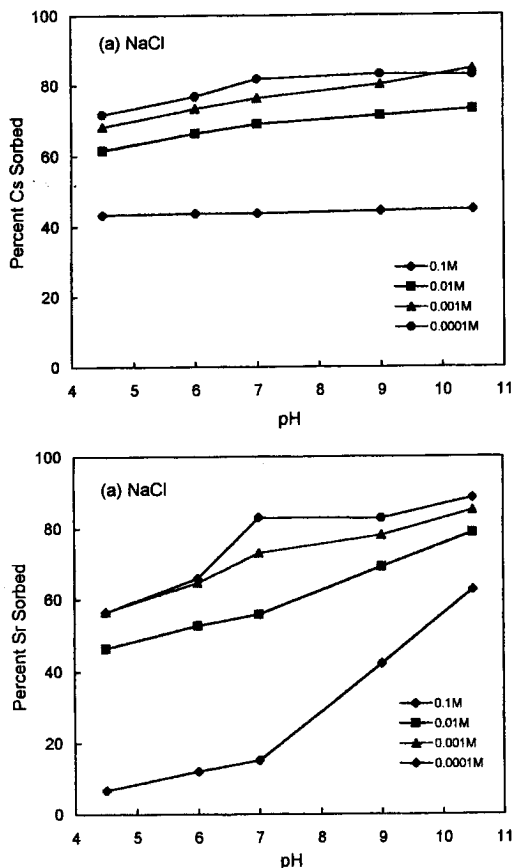 (a) NaCl
100
80
60
40
20
0
Percent Cs Sorbed
0.1M
0.01M
0.001M
0.0001M
4 5 6 7 8 9 10 11
pH
(a) NaCl
100
80
60
40
20
0
Percent Sr Sorbed
0.1M
0.01M
0.001M
0.0001M
4 5 6 7 8 9 10 11
pH